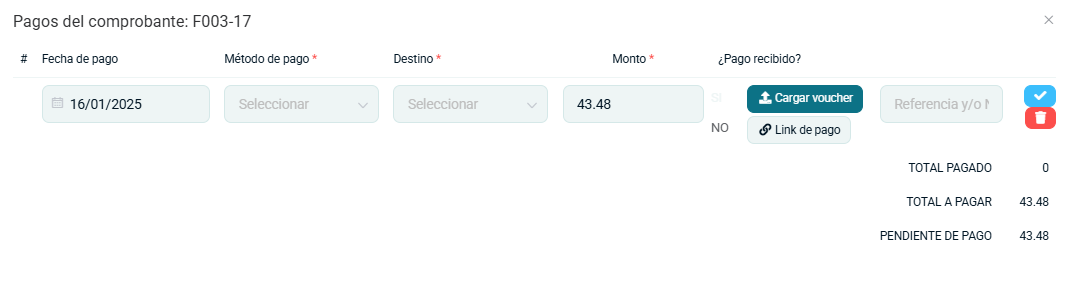 Pagos del comprobante: F003-17
# Fecha de pago Método de pago * Destino * Monto * ¿Pago recibido?
16/01/2025 Seleccionar Seleccionar 43.48 SI Cargar voucher Referencia y/o N
NO Link de pago
TOTAL PAGADO 0
TOTAL A PAGAR 43.48
PENDIENTE DE PAGO 43.48